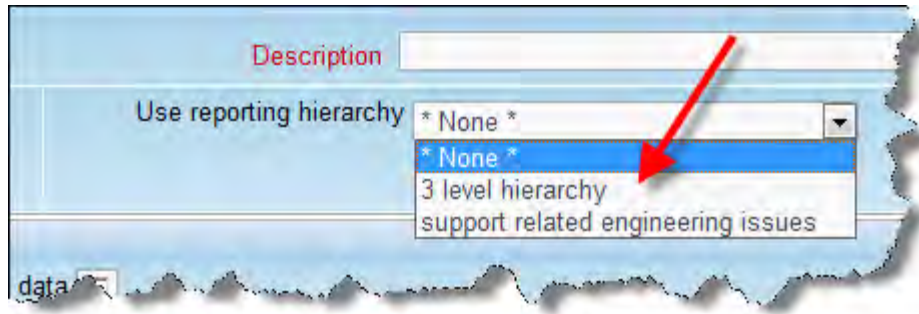 Description
Use reporting hierarchy * None *
* None *
3 level hierarchy
support related engineering issues
data